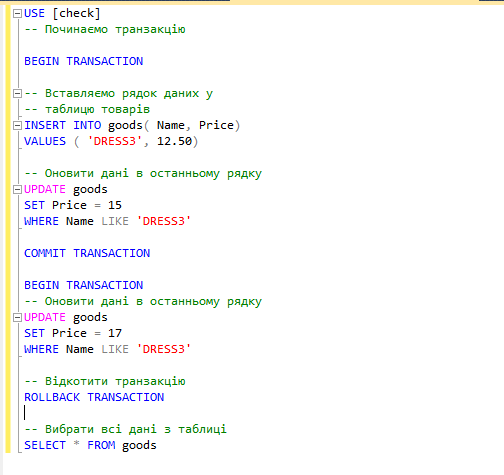 USE [check]
-- Починаємо транзакцію
BEGIN TRANSACTION
-- Вставляємо рядок даних у
-- таблицю товарів
INSERT INTO goods( Name, Price)
VALUES ( 'DRESS3', 12.50)
-- Оновити дані в останньому рядку
UPDATE goods
SET Price = 15
WHERE Name LIKE 'DRESS3'
COMMIT TRANSACTION
BEGIN TRANSACTION
-- Оновити дані в останньому рядку
UPDATE goods
SET Price = 17
WHERE Name LIKE 'DRESS3'
-- Відкотити транзакцію
ROLLBACK TRANSACTION
-- Вибрати всі дані з таблиці
SELECT * FROM goods